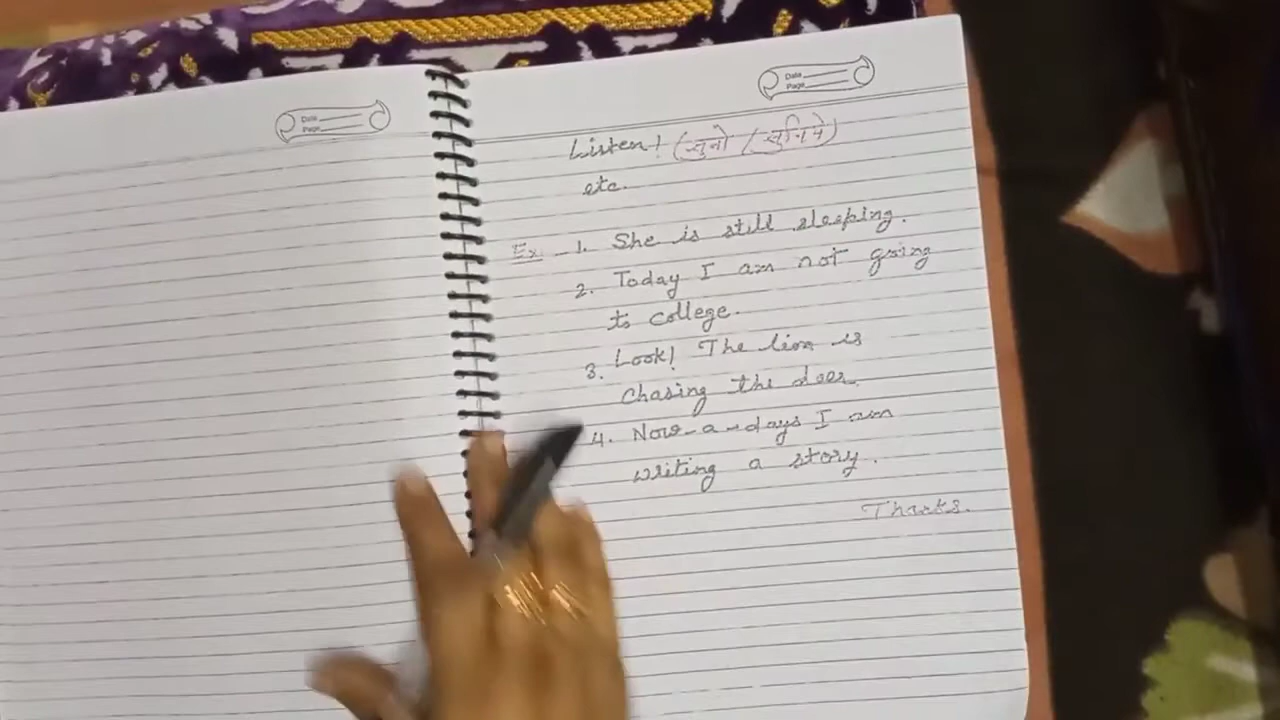 Date
Page
Date
Page
Listen! (सुनो / सुनिये)
etc.
Ex. - 1. She is still sleeping.
2. Today I am not going
to college.
3. Look! The lion is
chasing the deer.
4. Now-a-days I am
writing a story.
Thanks.